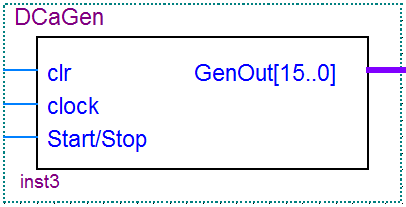 DCaGen
clr GenOut[15..0]
clock
Start/Stop
inst3